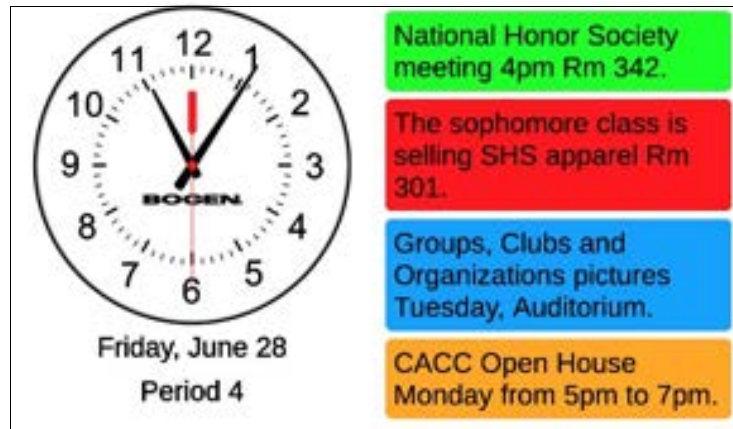 12
1
2
3
4
5
6
7
8
9
10
11
BOGEN
Friday, June 28
Period 4
National Honor Society
meeting 4pm Rm 342.
The sophomore class is
selling SHS apparel Rm
301.
Groups, Clubs and
Organizations pictures
Tuesday, Auditorium.
CACC Open House
Monday from 5pm to 7pm.